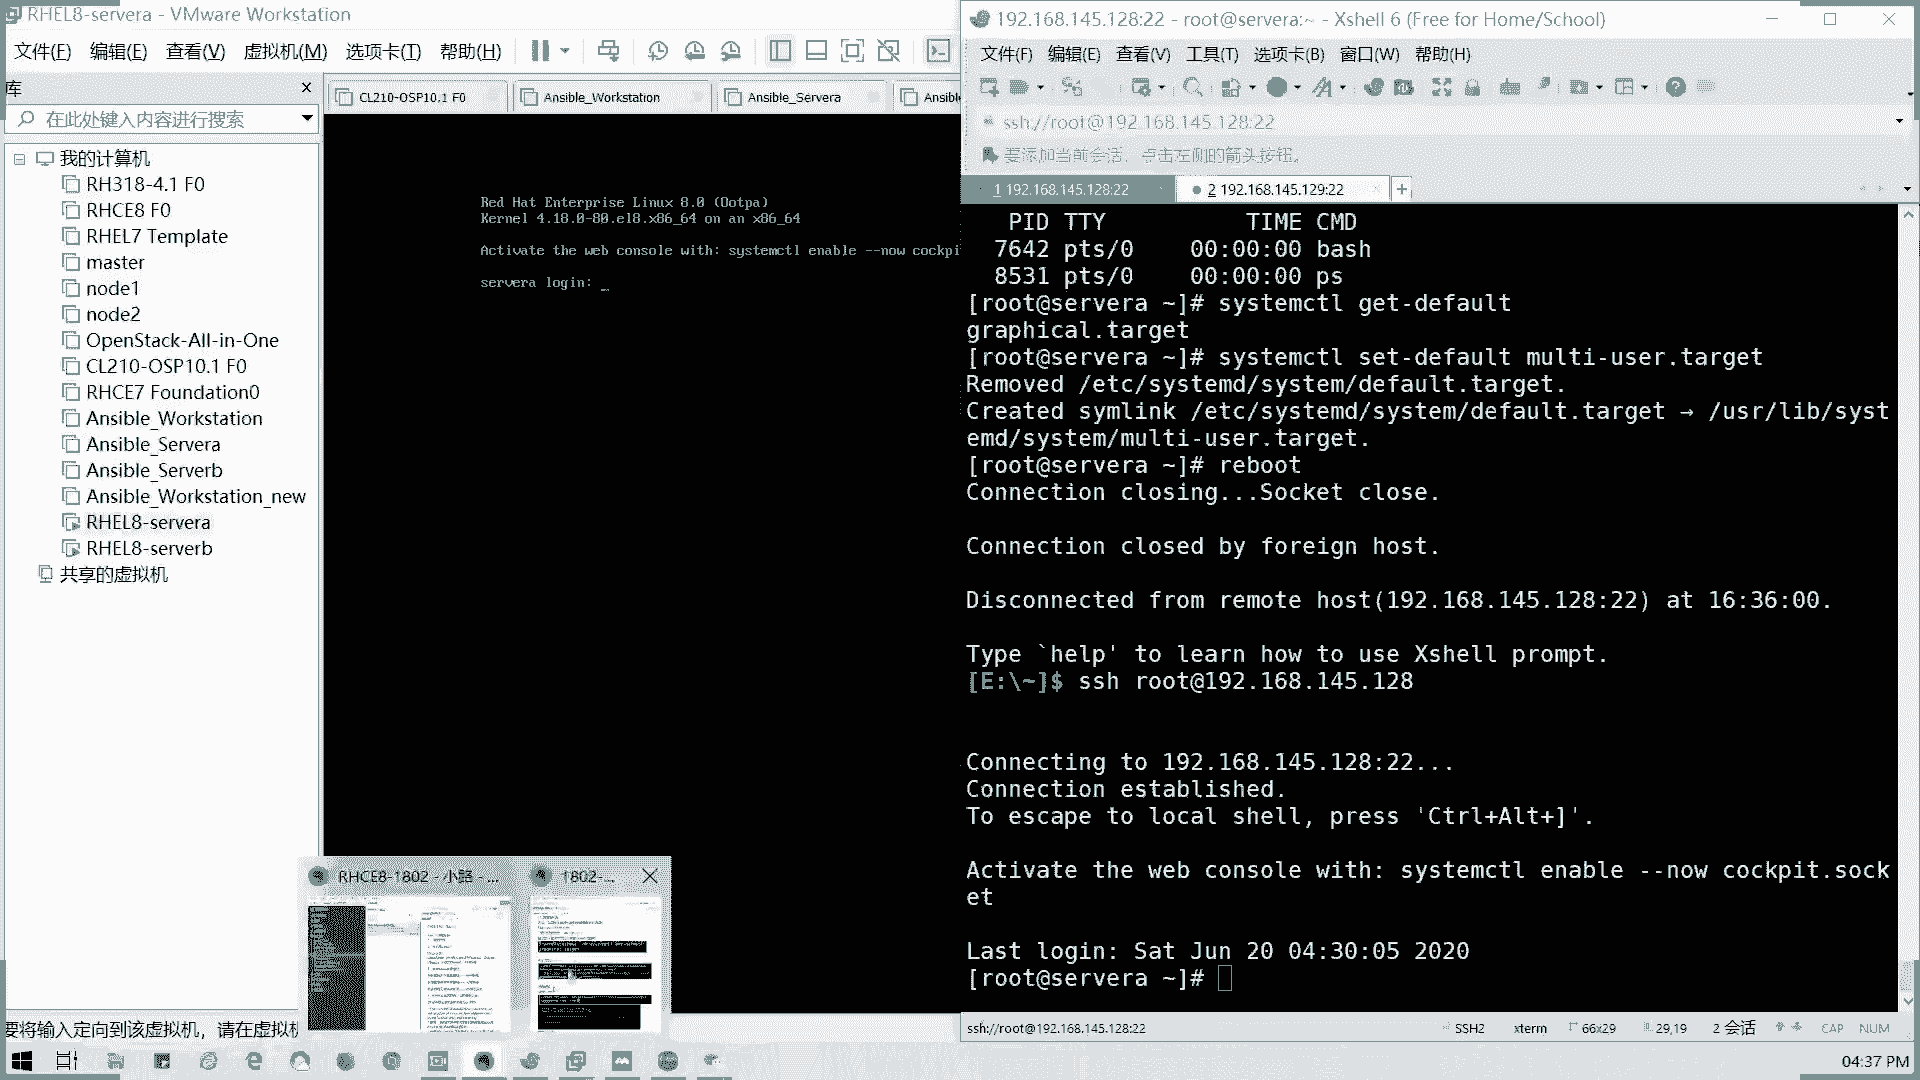 RHEL8-servera - VMware Workstation
文件(F) 编辑(E) 查看(V) 虚拟机(M) 选项卡(T) 帮助(H)
库
在此处键入内容进行搜索
我的计算机
RH318-4.1 F0
RHCE8 F0
RHEL7 Template
master
node1
node2
OpenStack-All-in-One
CL210-OSP10.1 F0
RHCE7 Foundation0
Ansible_Workstation
Ansible_Servera
Ansible_Serverb
Ansible_Workstation_new
RHEL8-servera
RHEL8-serverb
共享的虚拟机
CL210-OSP10.1 F0 Ansible_Workstation Ansible_Servera Ansibl
Red Hat Enterprise Linux 8.0 (Ootpa)
Kernel 4.18.0-80.el8.x86_64 on an x86_64
Activate the web console with: systemctl enable --now cockpi
servera login: _
RHCE8-1802 - 小路 - ... 1802-...
要将输入定向到该虚拟机，请在虚拟机
192.168.145.128:22 - root@servera:~ - Xshell 6 (Free for Home/School)
文件(F) 编辑(E) 查看(V) 工具(T) 选项卡(B) 窗口(W) 帮助(H)
ssh://root@192.168.145.128:22
要添加当前会话，点击左侧的箭头按钮。
1 192.168.145.128:22 2 192.168.145.129:22
PID TTY TIME CMD
7642 pts/0 00:00:00 bash
8531 pts/0 00:00:00 ps
[root@servera ~]# systemctl get-default
graphical.target
[root@servera ~]# systemctl set-default multi-user.target
Removed /etc/systemd/system/default.target.
Created symlink /etc/systemd/system/default.target → /usr/lib/syst
emd/system/multi-user.target.
[root@servera ~]# reboot
Connection closing...Socket close.
Connection closed by foreign host.
Disconnected from remote host(192.168.145.128:22) at 16:36:00.
Type `help' to learn how to use Xshell prompt.
[E:\~]$ ssh root@192.168.145.128
Connecting to 192.168.145.128:22...
Connection established.
To escape to local shell, press 'Ctrl+Alt+]'.
Activate the web console with: systemctl enable --now cockpit.sock
et
Last login: Sat Jun 20 04:30:05 2020
[root@servera ~]#
ssh://root@192.168.145.128:22 SSH2 xterm 66x29 29,19 2 会话 CAP NUM
04:37 PM